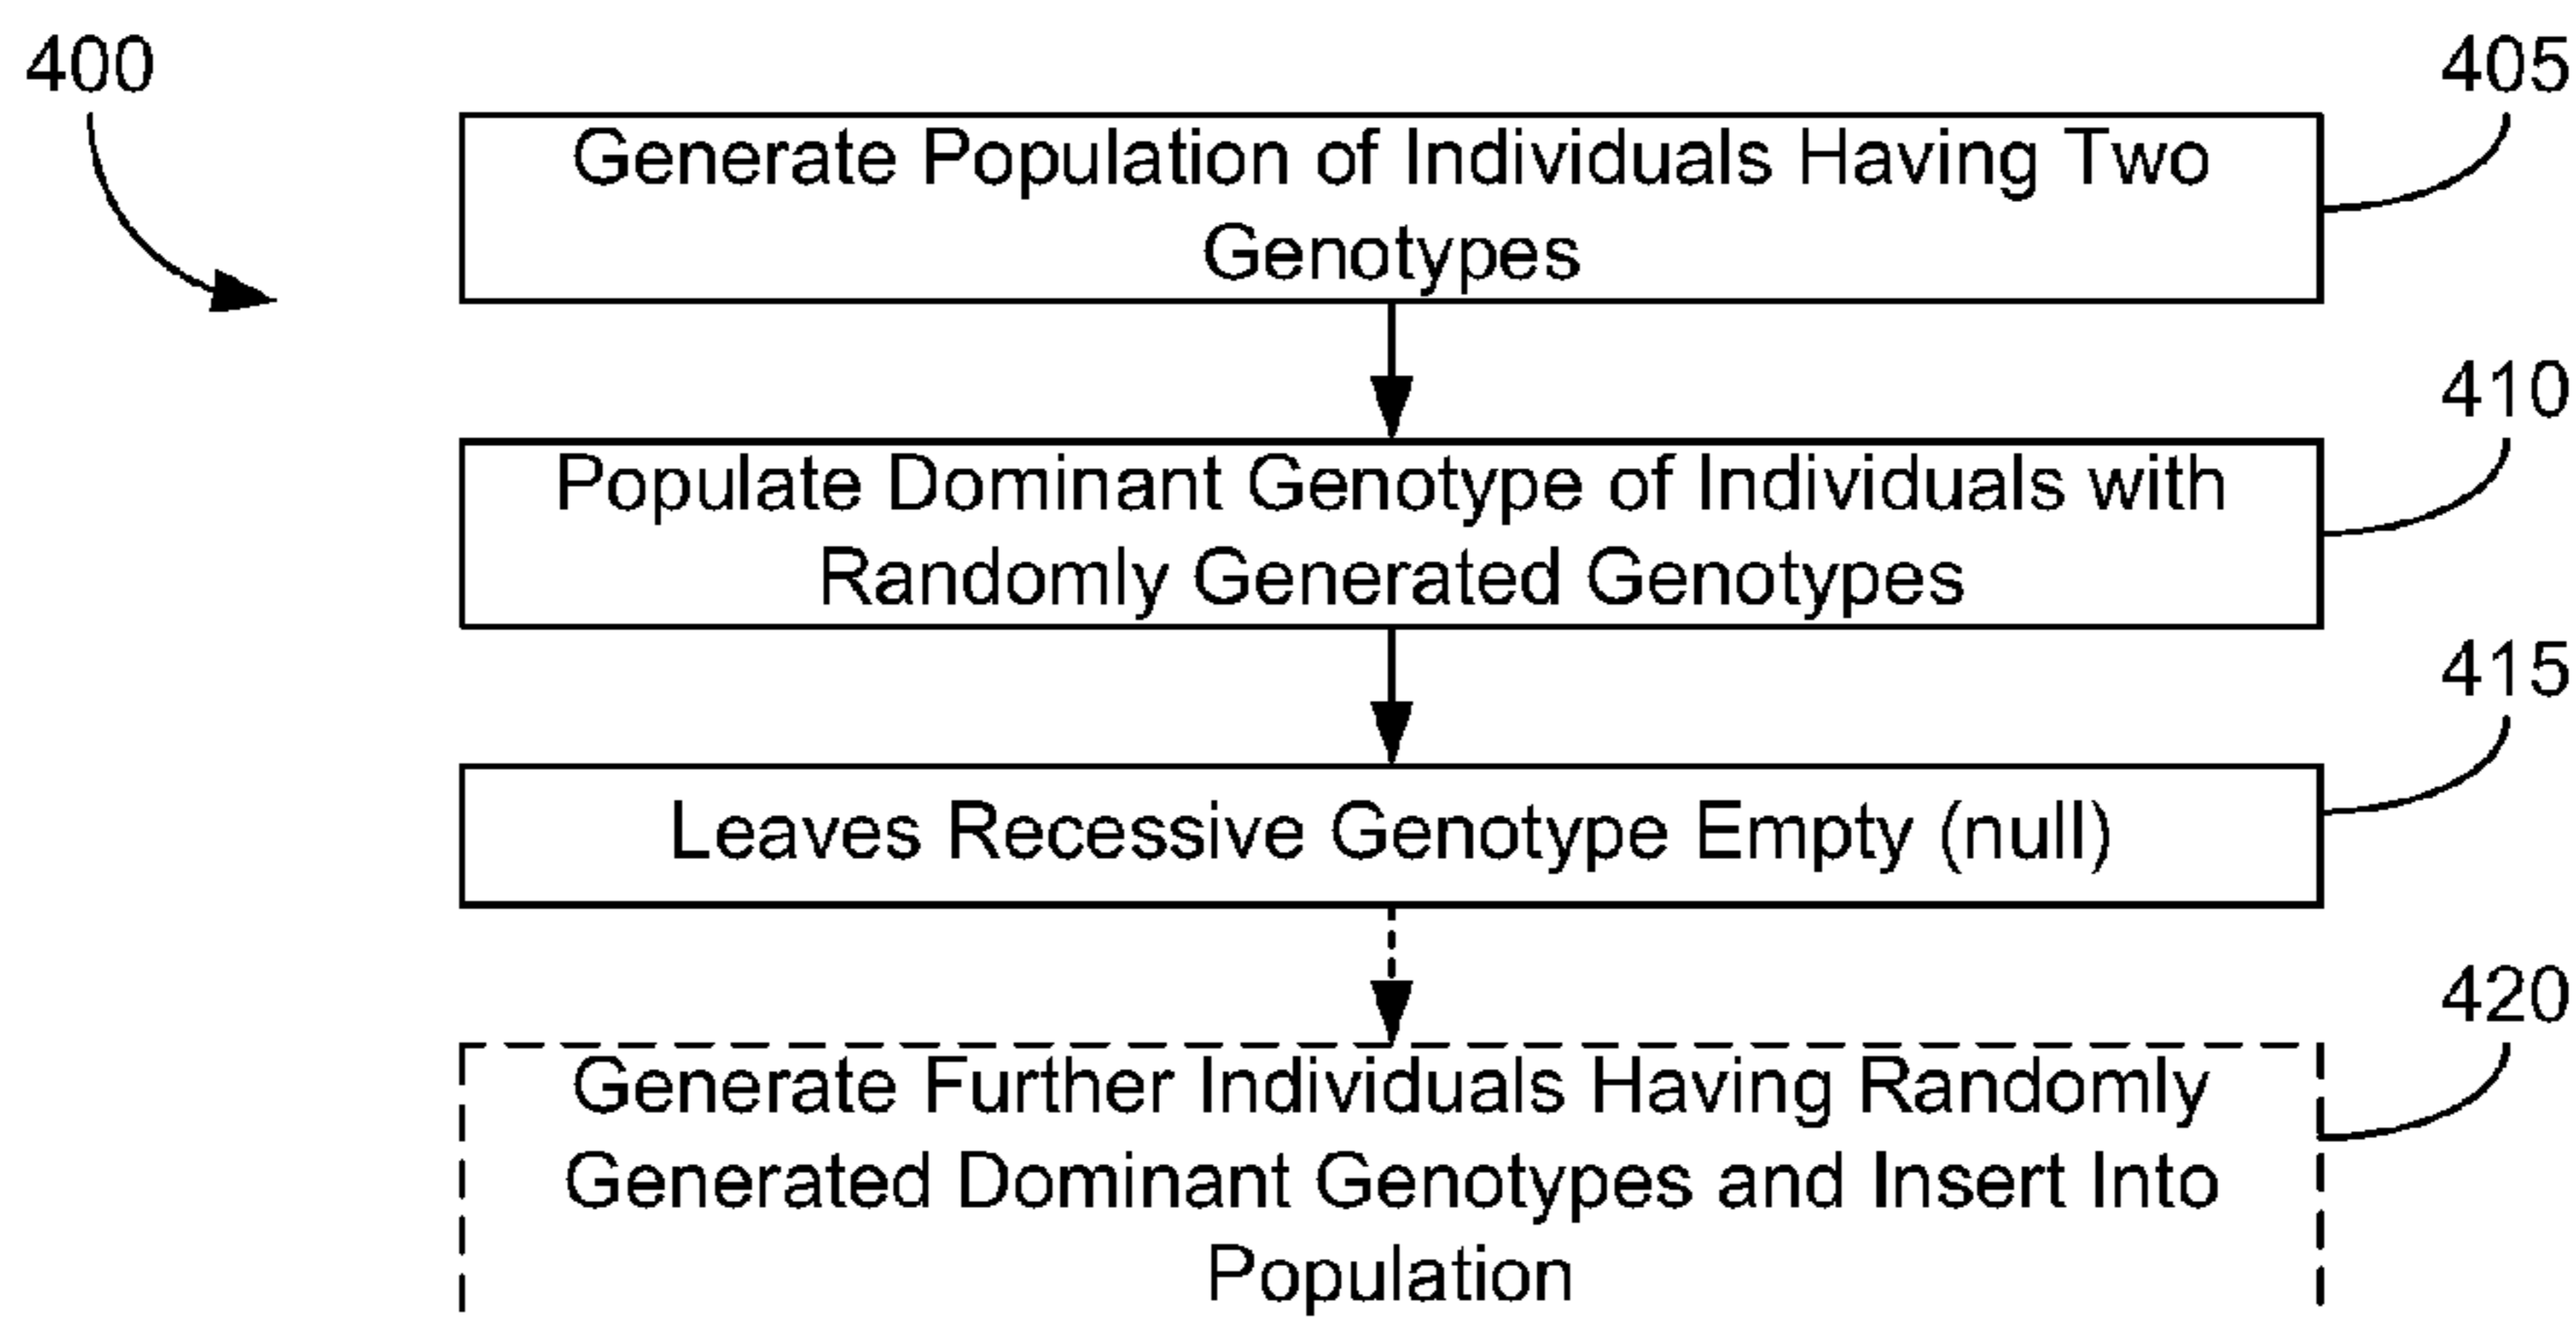 400
405
Generate Population of Individuals Having Two
Genotypes
410
Populate Dominant Genotype of Individuals with
Randomly Generated Genotypes
415
Leaves Recessive Genotype Empty (null)
420
Generate Further Individuals Having Randomly
Generated Dominant Genotypes and Insert Into
Population